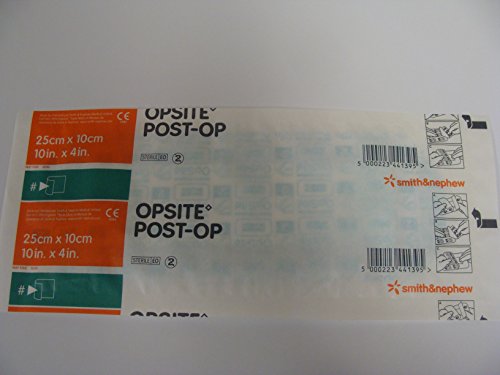 OPSITE
POST-OP
25cm x 10cm
10in. x 4in.
CE
STERILE EO
2
5 000223 441395 >
smith&nephew
#
OPSITE
POST-OP
25cm x 10cm
10in. x 4in.
CE
STERILE EO
2
5 000223 441395 >
smith&nephew
#
OPSITE